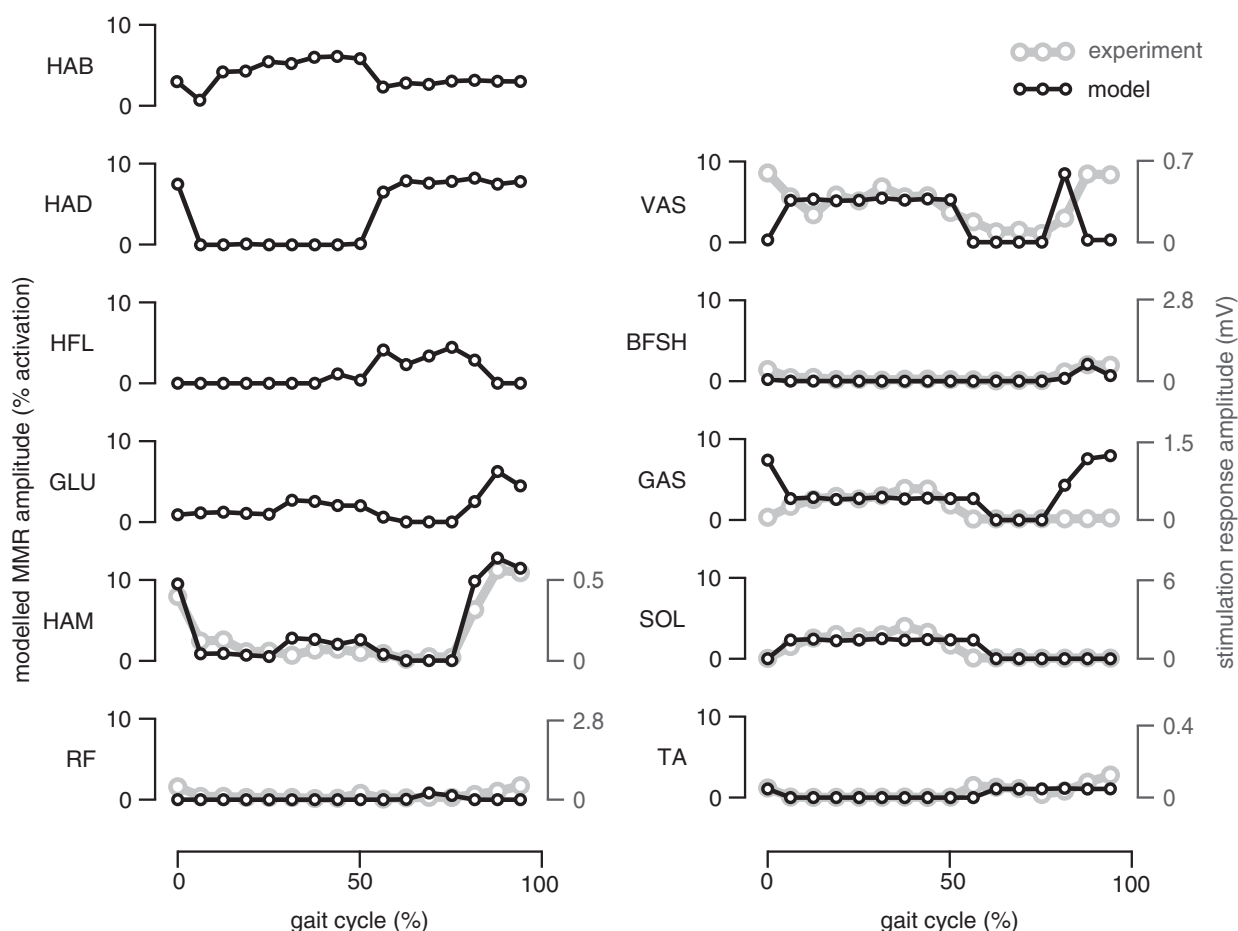 modelled MMR amplitude (% activation)
HAB
10
0
HAD
10
0
HFL
10
0
GLU
10
0
HAM
10
0
0.5
0
RF
10
0
2.8
0
0
50
100
gait cycle (%)
experiment
model
VAS
10
0
0.7
0
BFSH
10
0
2.8
0
GAS
10
0
1.5
0
SOL
10
0
6
0
TA
10
0
0.4
0
0
50
100
gait cycle (%)
stimulation response amplitude (mV)